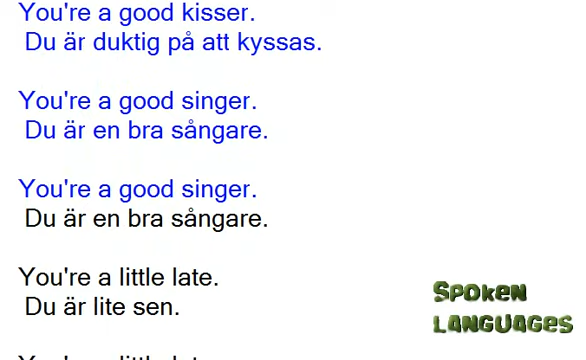 You're a good kisser.
Du är duktig på att kyssas.
You're a good singer.
Du är en bra sångare.
You're a good singer.
Du är en bra sångare.
You're a little late.
Du är lite sen.
SPOKEN
LANGUAGES